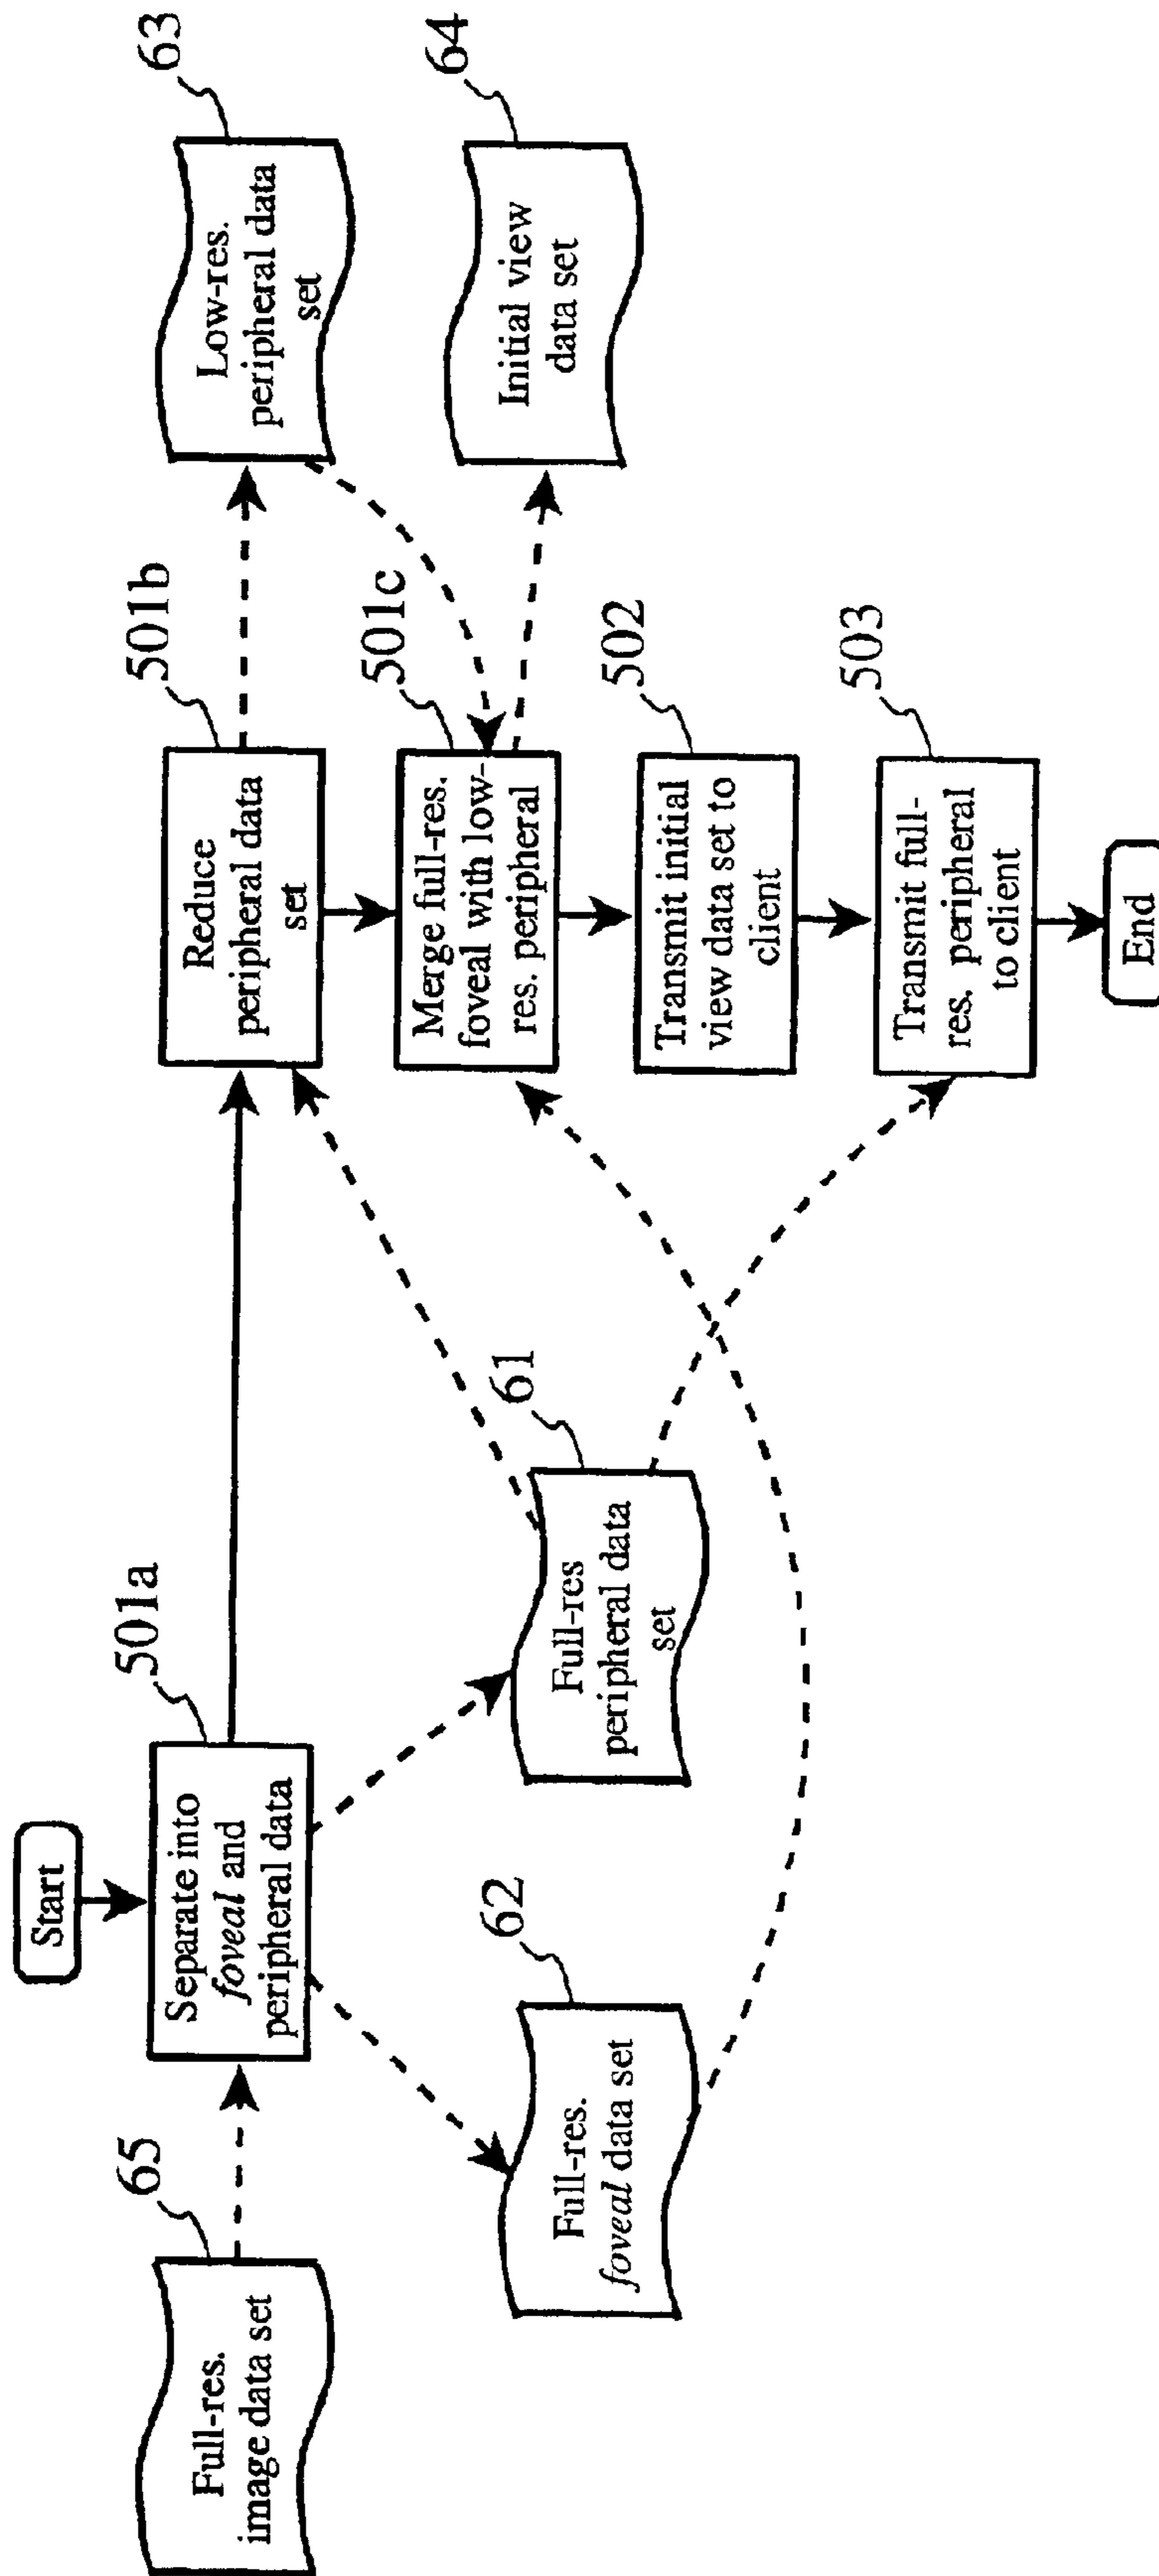 Start
65
Full-res.
image data set
501a
Separate into
foveal and
peripheral data
62
Full-res.
foveal data set
61
Full-res
peripheral data
set
501b
Reduce
peripheral data
set
63
Low-res.
peripheral data
set
501c
Merge full-res.
foveal with low-
res. peripheral
64
Initial view
data set
502
Transmit initial
view data set to
client
503
Transmit full-
res. peripheral
to client
End